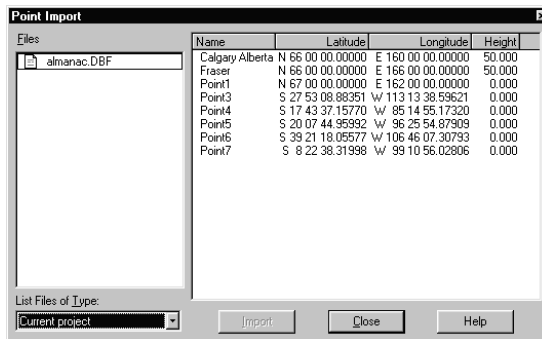 Point Import
Files
almanac.DBF
Name Latitude Longitude Height
Calgary Alberta N 66 00 00.00000 E 160 00 00.00000 50.000
Fraser N 66 00 00.00000 E 166 00 00.00000 50.000
Point1 N 67 00 00.00000 E 162 00 00.00000 0.000
Point3 S 27 53 08.88351 W 113 13 38.59621 0.000
Point4 S 17 43 37.15770 W 85 14 55.17320 0.000
Point5 S 20 07 44.95992 W 96 25 54.87909 0.000
Point6 S 39 21 18.05577 W 106 46 07.30793 0.000
Point7 S 8 22 38.31998 W 99 10 56.02806 0.000
List Files of Type:
Current project
Import Close Help